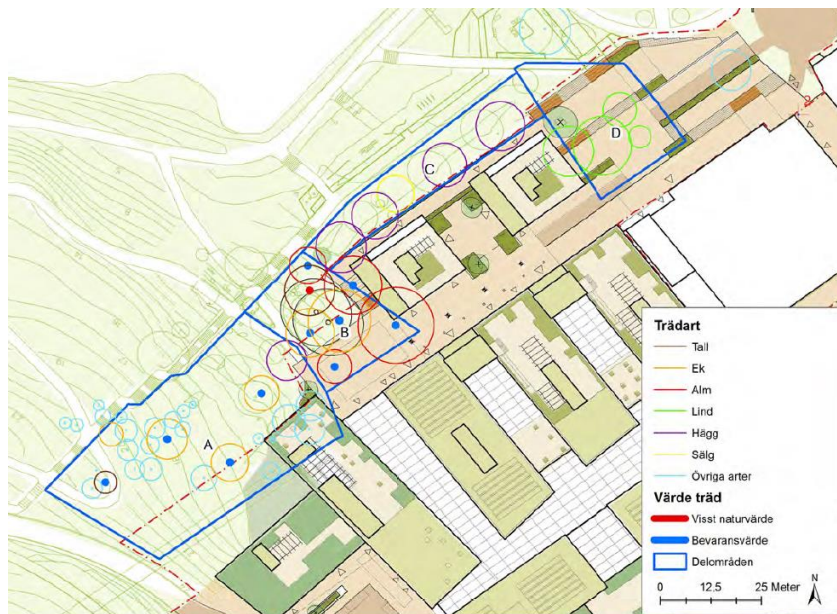 D
C
B
A
Trädart
Tall
Ek
Alm
Lind
Hägg
Sälg
Övriga arter
Värde träd
Visst naturvärde
Bevaransvärde
Delområden
N
0 12,5 25 Meter